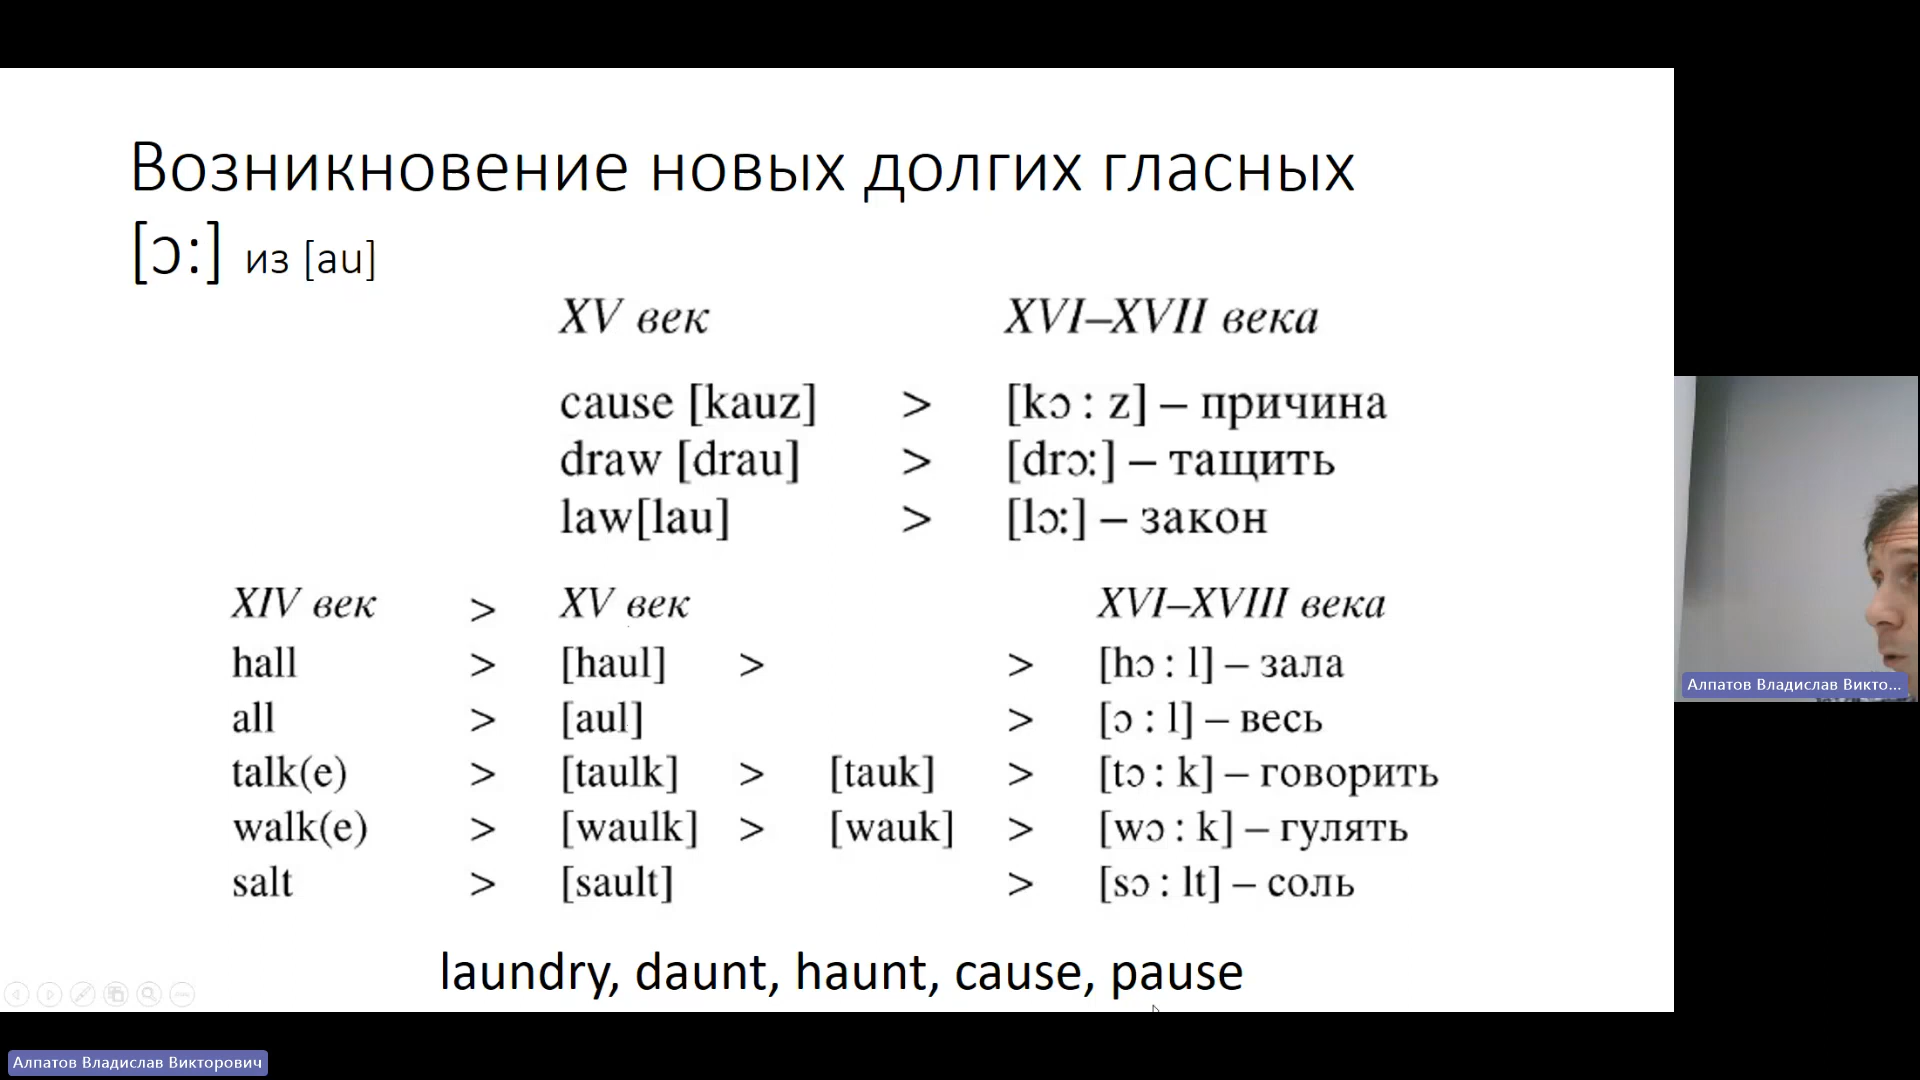 Возникновение новых долгих гласных
[ɔ:] из [au]
XV век XVI–XVII века
cause [kauz] > [kɔ : z] – причина
draw [drau] > [drɔ:] – тащить
law[lau] > [lɔ:] – закон
XIV век > XV век XVI–XVIII века
hall > [haul] > > [hɔ : l] – зала
all > [aul] > [ɔ : l] – весь
talk(e) > [taulk] > [tauk] > [tɔ : k] – говорить
walk(e) > [waulk] > [wauk] > [wɔ : k] – гулять
salt > [sault] > [sɔ : lt] – соль
laundry, daunt, haunt, cause, pause
Алпатов Владислав Викто...
Алпатов Владислав Викторович